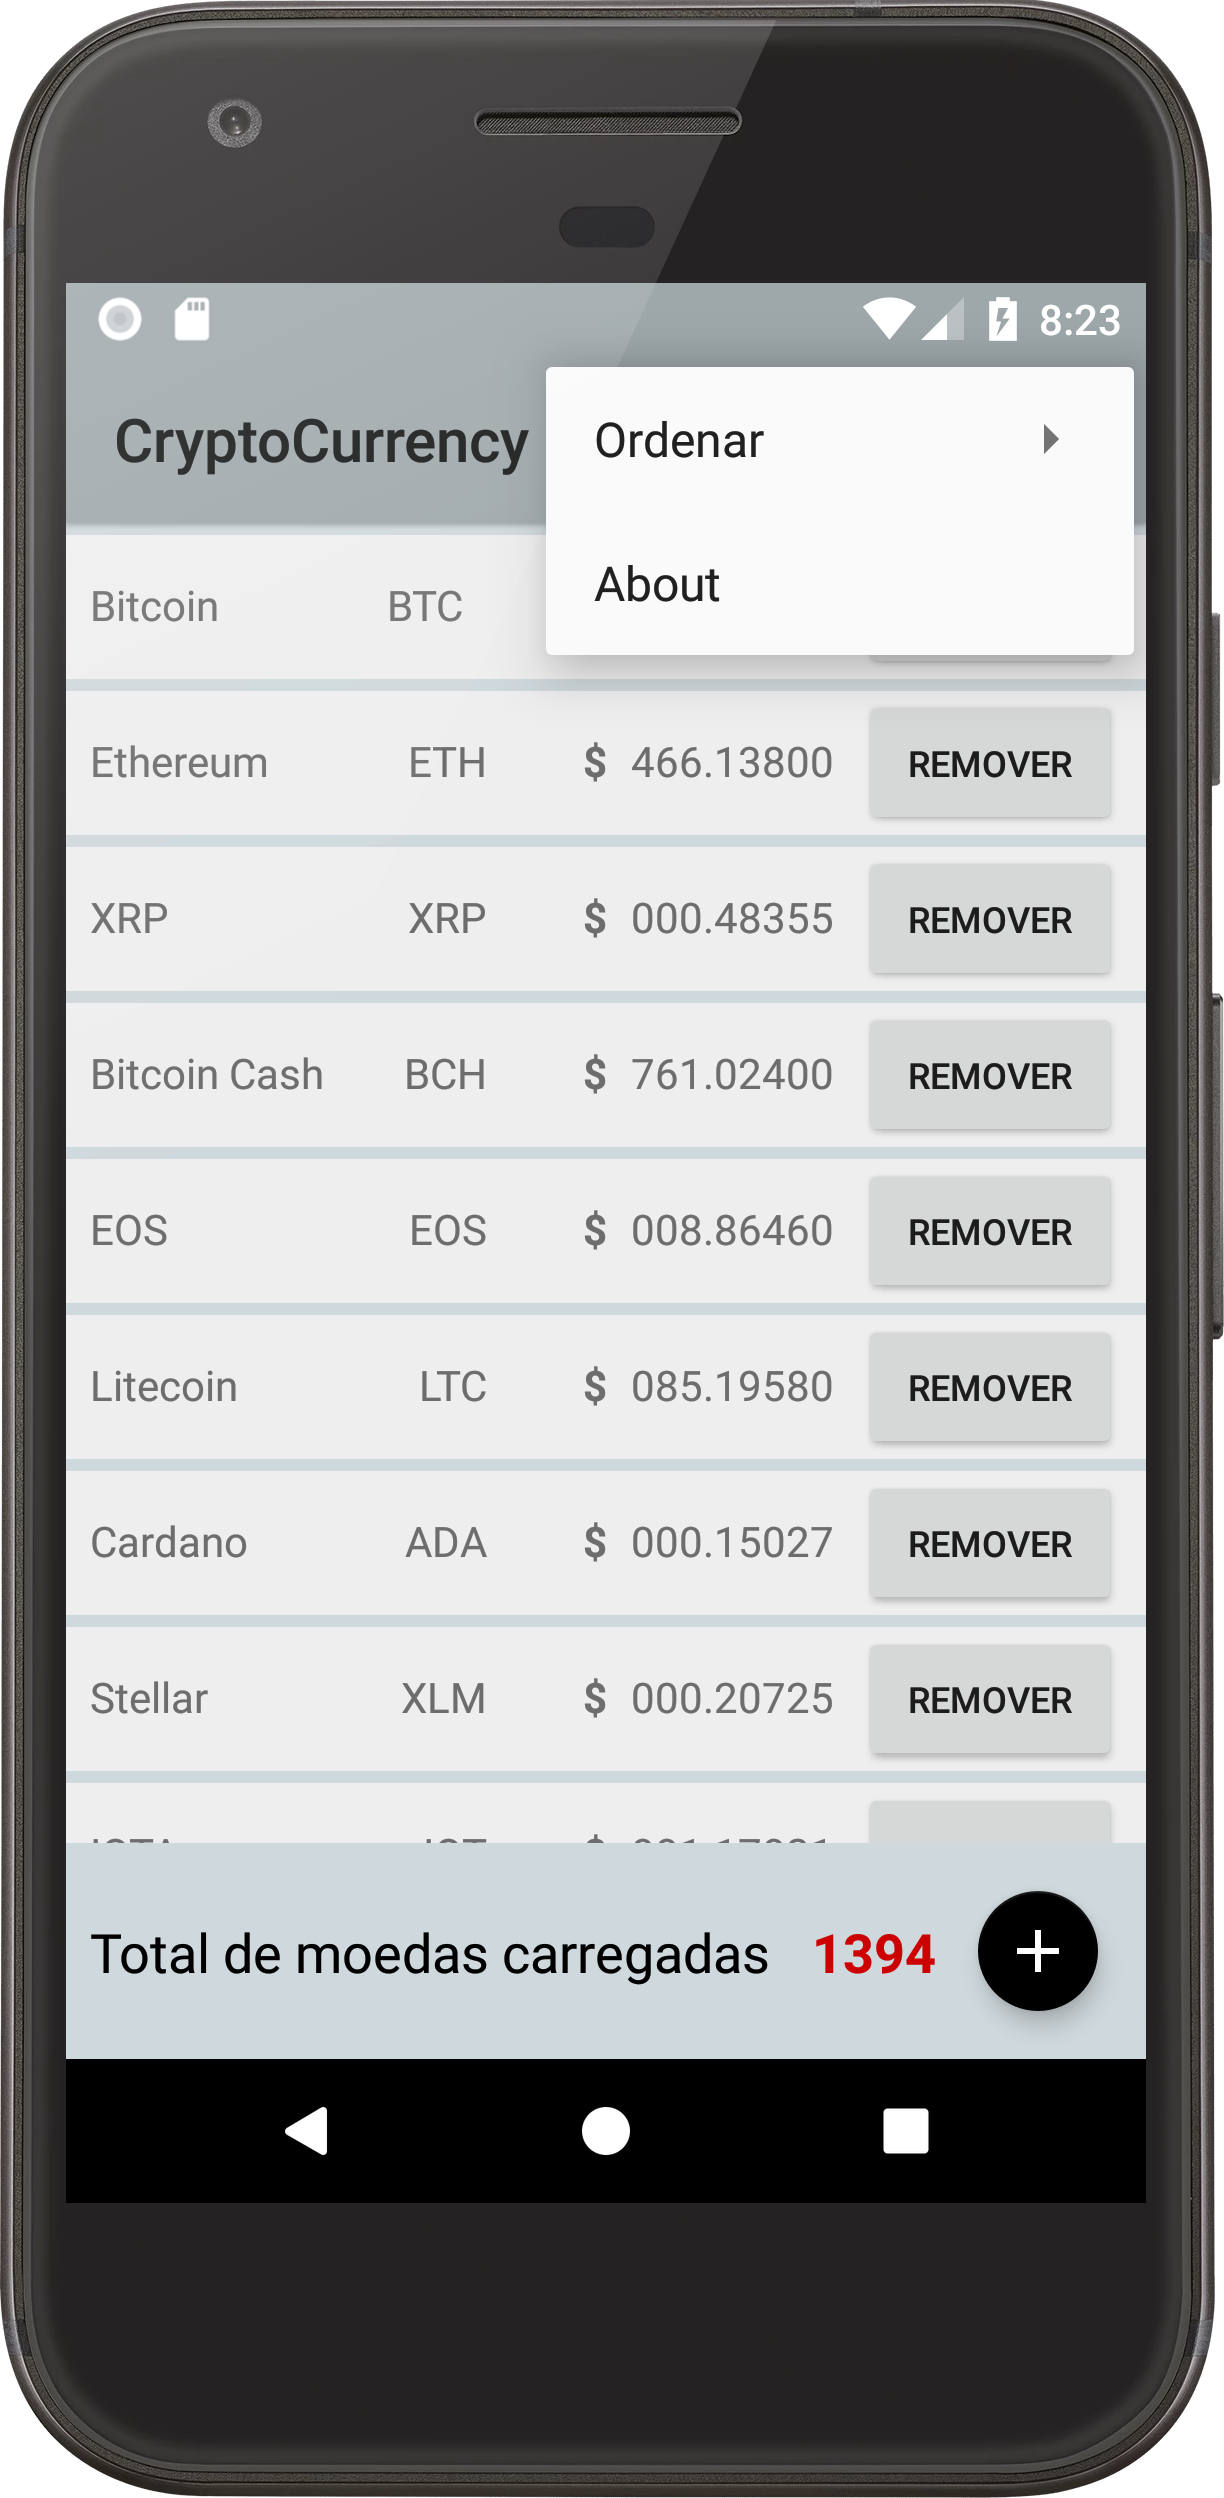 8:23
CryptoCurrency
Ordenar
About
Bitcoin BTC
Ethereum ETH $ 466.13800 REMOVER
XRP XRP $ 000.48355 REMOVER
Bitcoin Cash BCH $ 761.02400 REMOVER
EOS EOS $ 008.86460 REMOVER
Litecoin LTC $ 085.19580 REMOVER
Cardano ADA $ 000.15027 REMOVER
Stellar XLM $ 000.20725 REMOVER
Total de moedas carregadas 1394